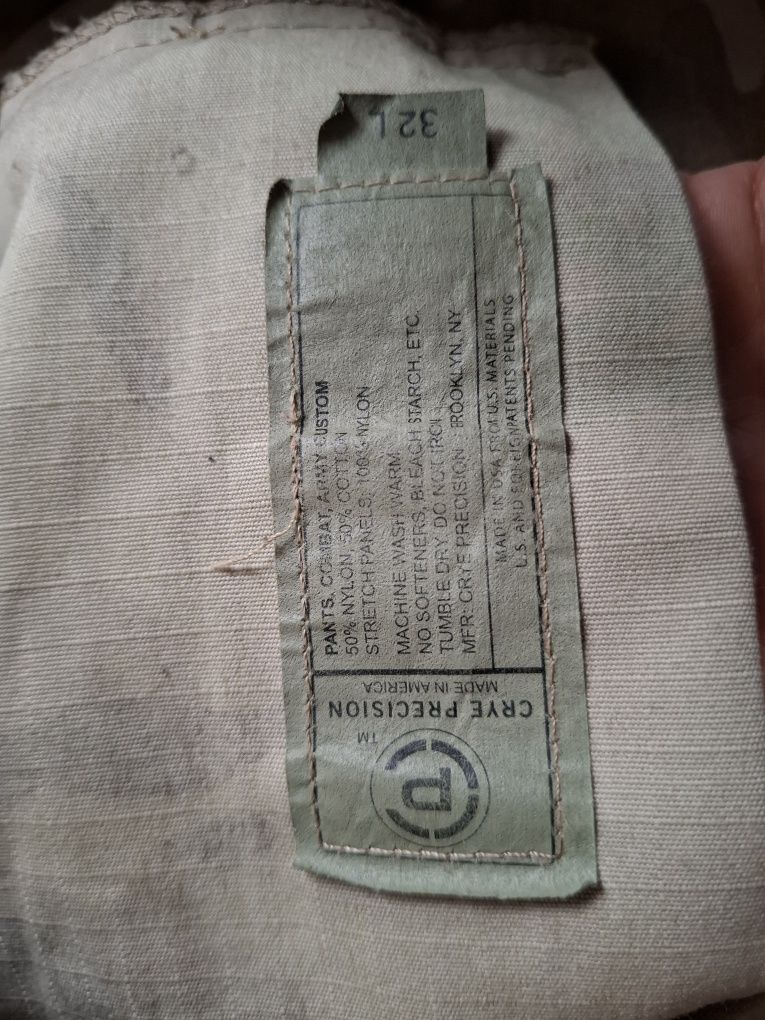 32 L
CRYE PRECISION
MADE IN AMERICA
TM
PANTS, COMBAT, ARMY CUSTOM
50% NYLON, 50% COTTON
STRETCH PANELS: 100% NYLON
MACHINE WASH WARM
NO SOFTENERS, BLEACH STARCH, ETC.
TUMBLE DRY DO NOT IRON
MFR: CRYE PRECISION BROOKLYN, NY
MADE IN USA FROM U.S. MATERIALS
U.S. AND FOREIGN PATENTS PENDING